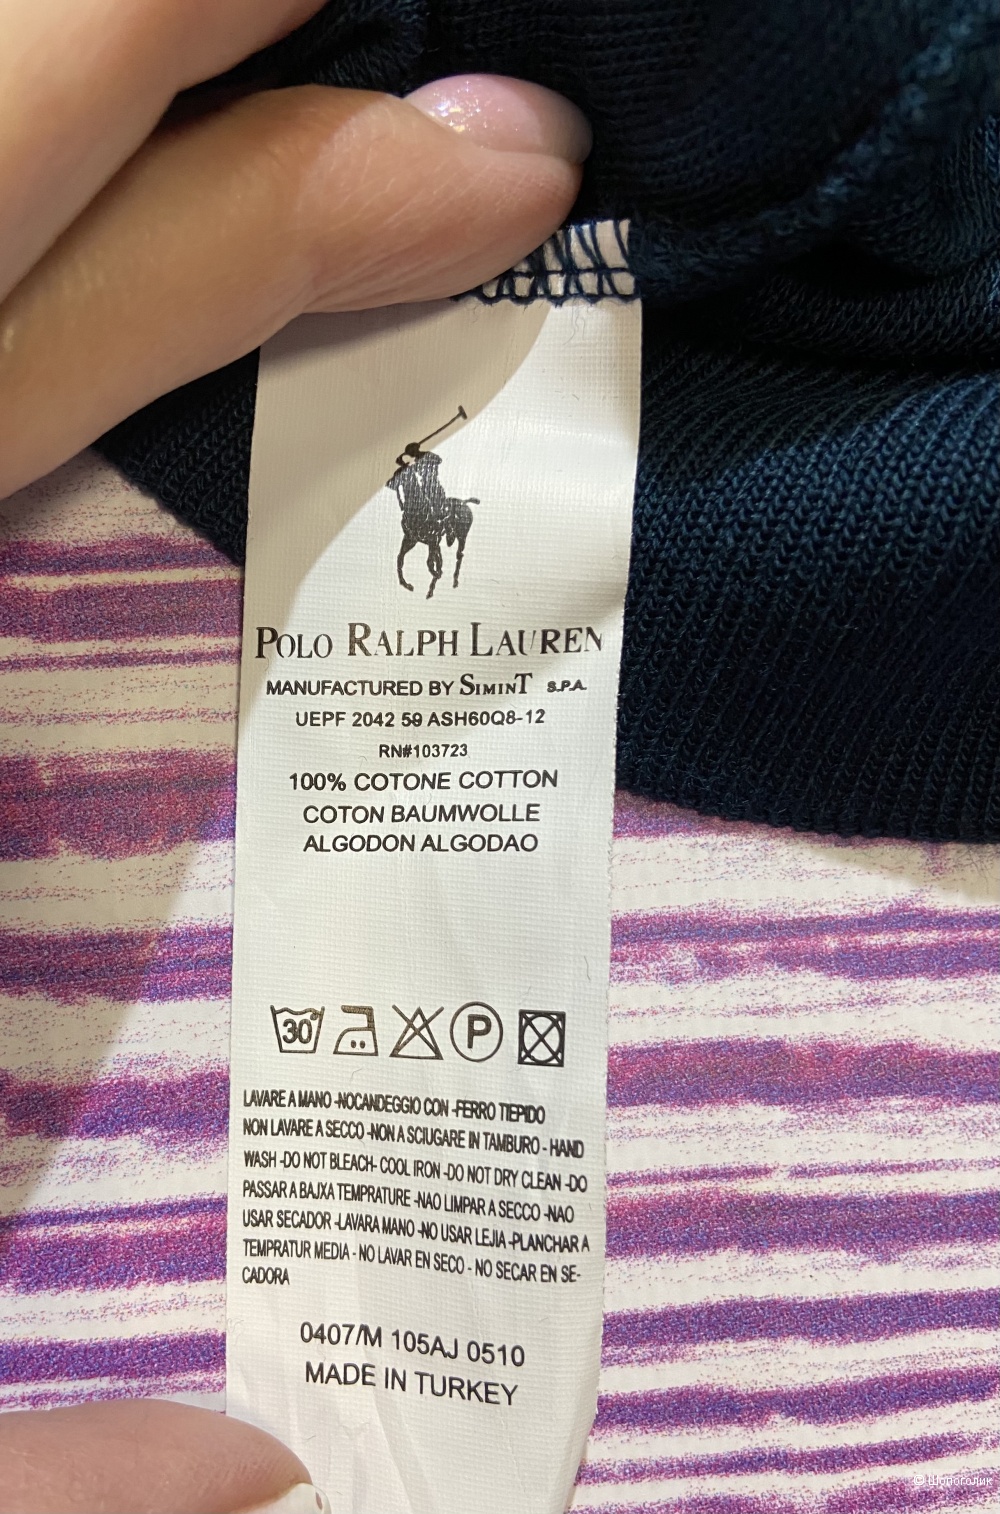 POLO RALPH LAUREN
MANUFACTURED BY SIMINT S.P.A.
UEPF 2042 59 ASH60Q8-12
RN#103723
100% COTONE COTTON
COTON BAUMWOLLE
ALGODON ALGODAO
30°
P
LAVARE A MANO -NOCANDEGGIO CON -FERRO TIEPIDO
NON LAVARE A SECCO -NON A SCIUGARE IN TAMBURO - HAND
WASH -DO NOT BLEACH- COOL IRON -DO NOT DRY CLEAN -DO
PASSAR A BAJXA TEMPRATURE -NAO LIMPAR A SECCO -NAO
USAR SECADOR -LAVARA MANO -NO USAR LEJIA -PLANCHAR A
TEMPRATUR MEDIA - NO LAVAR EN SECO - NO SECAR EN SE-
CADORA
0407/M 105AJ 0510
MADE IN TURKEY
© Шопоголик